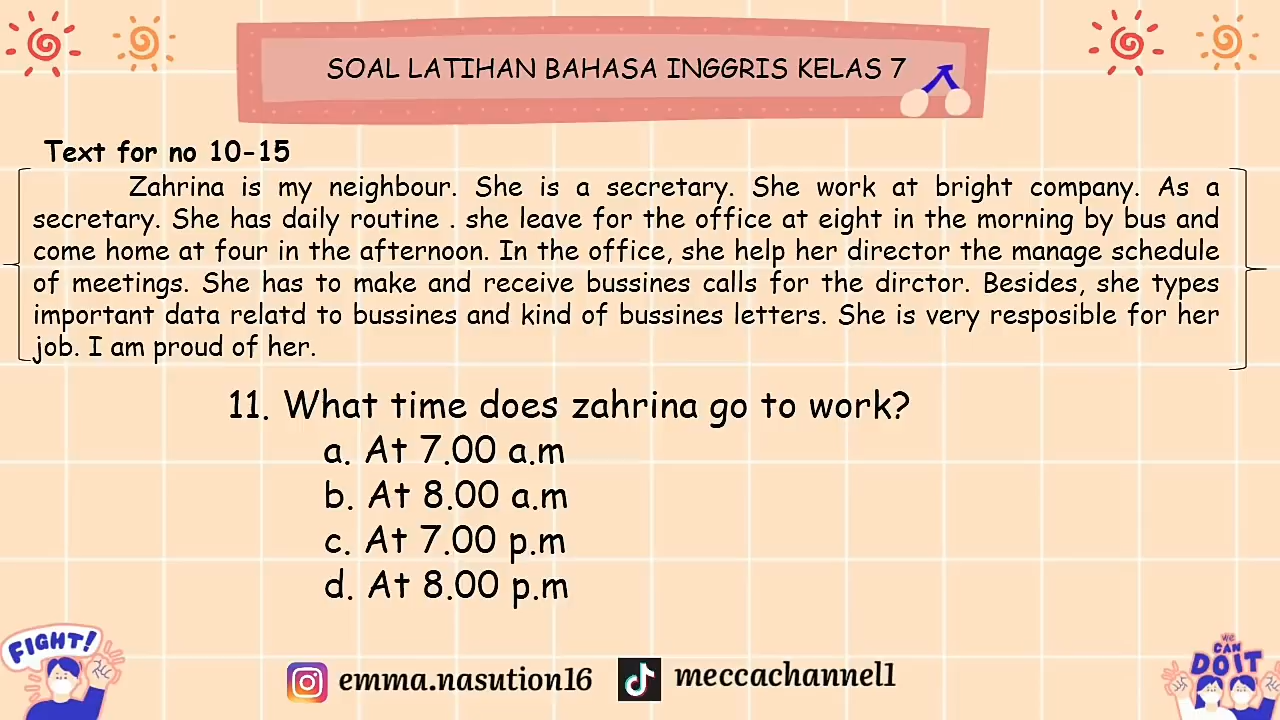 SOAL LATIHAN BAHASA INGGRIS KELAS 7
Text for no 10-15
Zahrina is my neighbour. She is a secretary. She work at bright company. As a
secretary. She has daily routine . she leave for the office at eight in the morning by bus and
come home at four in the afternoon. In the office, she help her director the manage schedule
of meetings. She has to make and receive bussines calls for the dirctor. Besides, she types
important data relatd to bussines and kind of bussines letters. She is very resposible for her
job. I am proud of her.
11. What time does zahrina go to work?
a. At 7.00 a.m
b. At 8.00 a.m
c. At 7.00 p.m
d. At 8.00 p.m
FIGHT!
WE
CAN
DO IT
emma.nasution16
meccachannel1